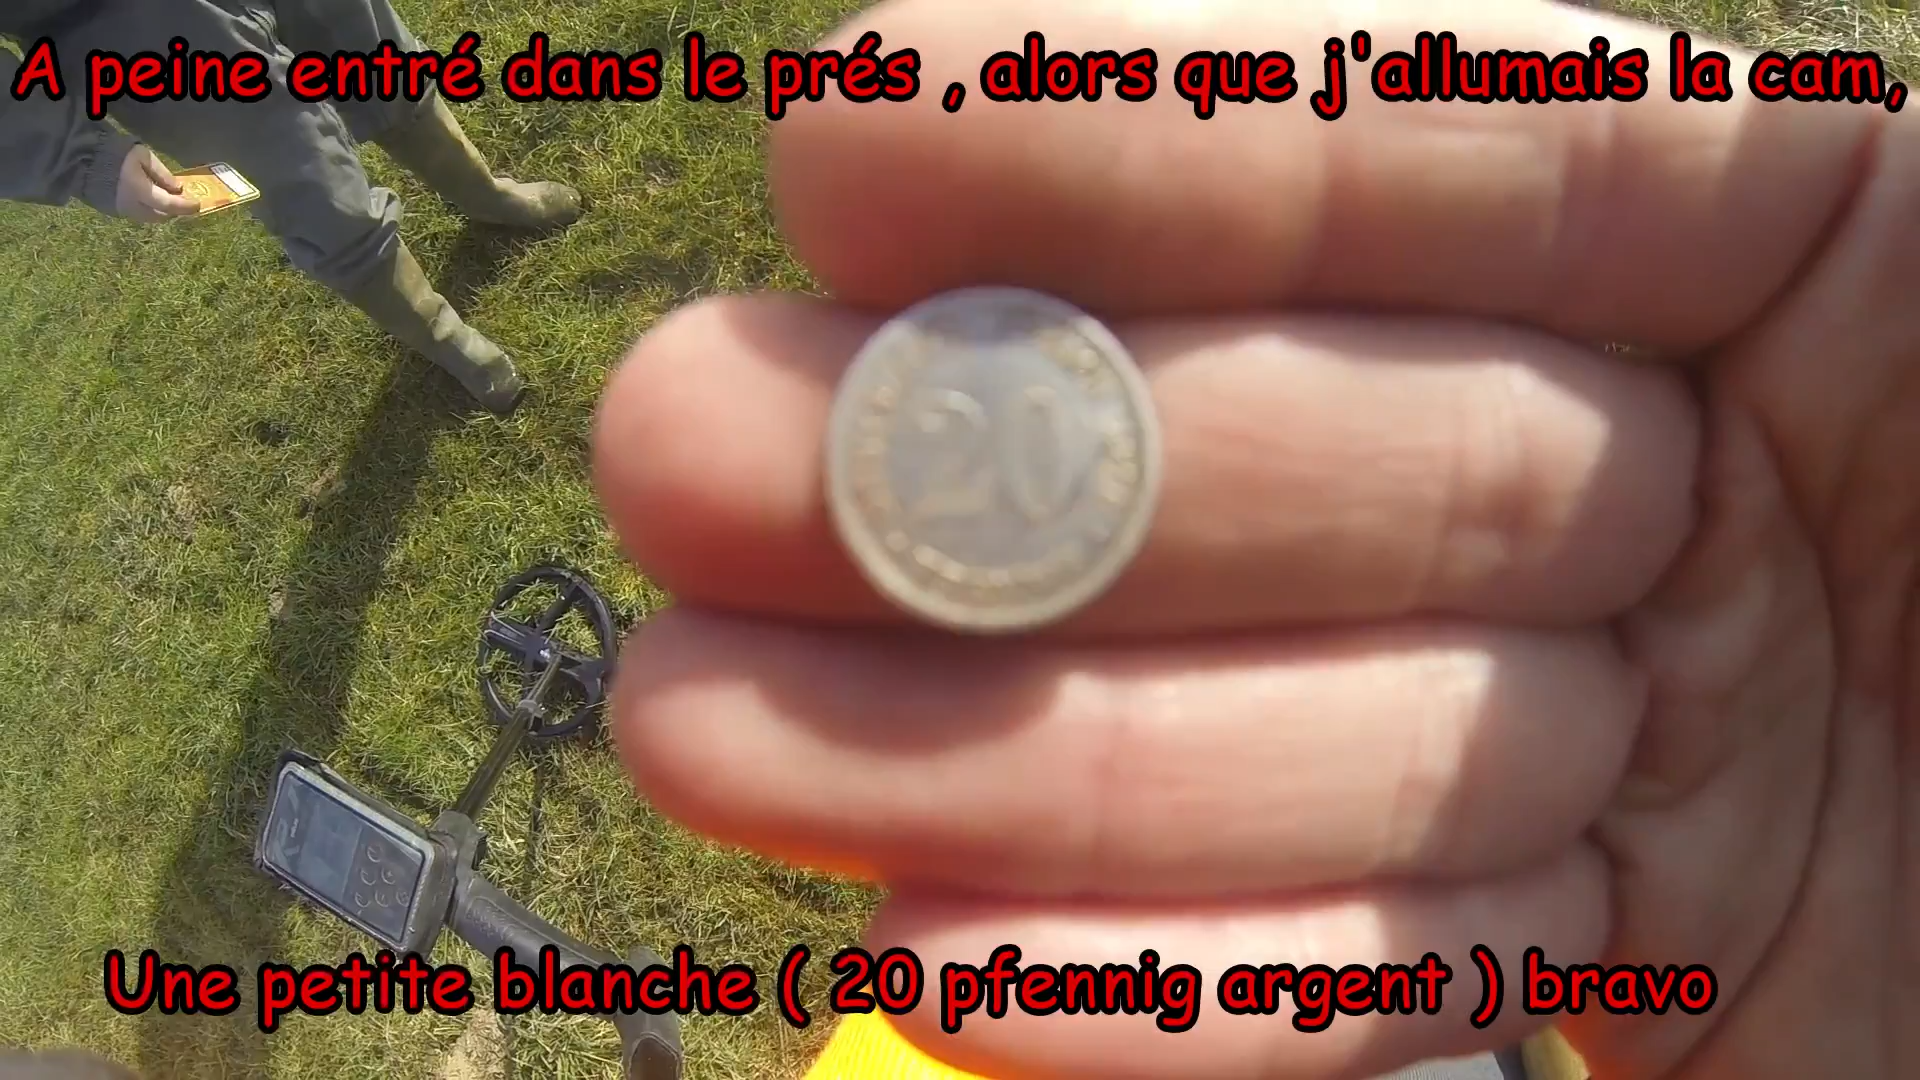 A peine entré dans le prés , alors que j'allumais la cam,
20
Une petite blanche ( 20 pfennig argent ) bravo